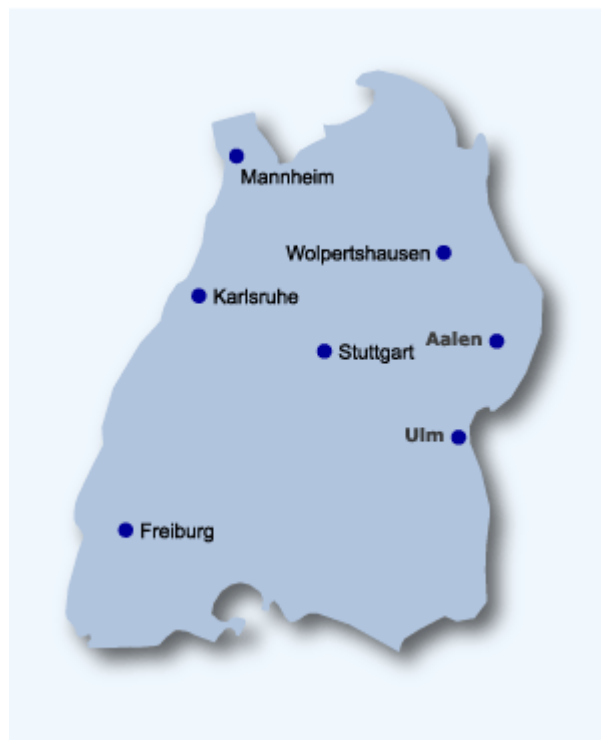 Mannheim
Wolpertshausen
Karlsruhe
Aalen
Stuttgart
Ulm
Freiburg